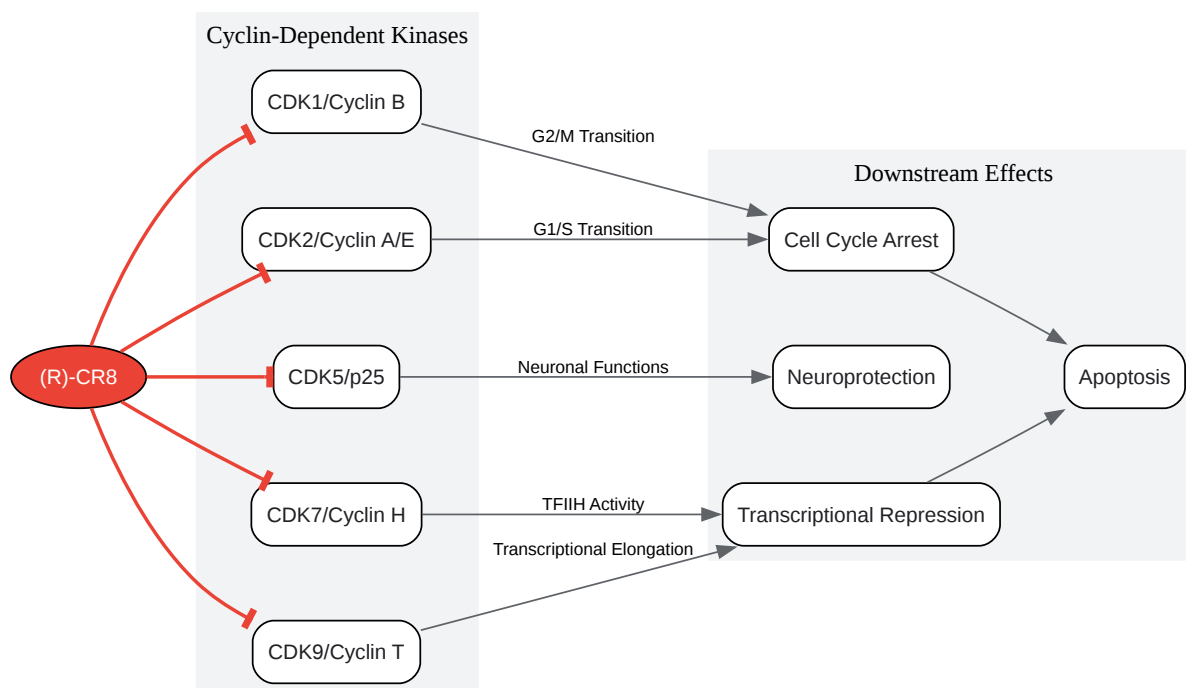 Cyclin-Dependent Kinases
CDK1/Cyclin B
G2/M Transition
Downstream Effects
CDK2/Cyclin A/E
G1/S Transition
Cell Cycle Arrest
(R)-CR8
CDK5/p25
Neuronal Functions
Neuroprotection
Apoptosis
CDK7/Cyclin H
TFIIH Activity
Transcriptional Repression
Transcriptional Elongation
CDK9/Cyclin T